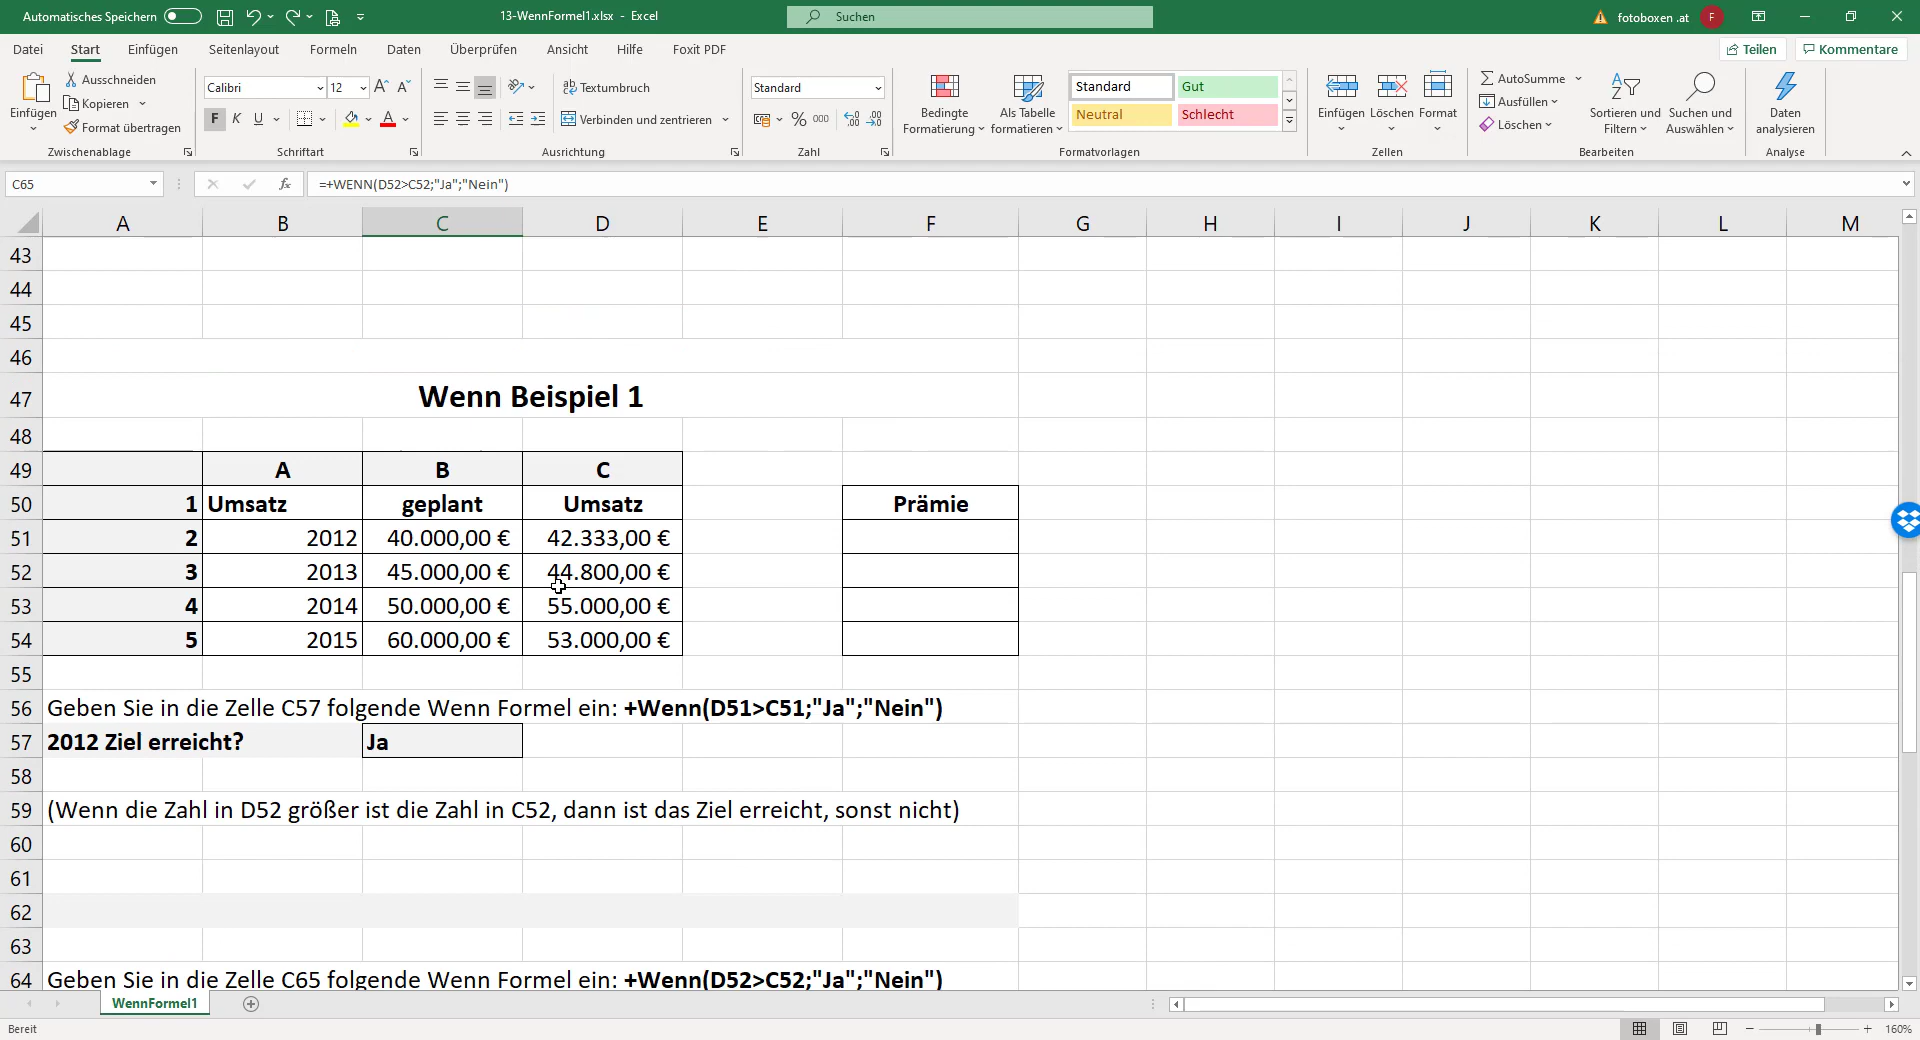 Automatisches Speichern
13-WennFormel1.xlsx - Excel
Suchen
fotoboxen .at
F
Datei Start Einfügen Seitenlayout Formeln Daten Überprüfen Ansicht Hilfe Foxit PDF
Teilen Kommentare
Einfügen
Ausschneiden
Kopieren
Format übertragen
Zwischenablage
Calibri 12
F K U
Schriftart
Textumbruch
Verbinden und zentrieren
Ausrichtung
Standard
% 000
Zahl
Bedingte Formatierung
Als Tabelle formatieren
Standard Gut
Neutral Schlecht
Formatvorlagen
Einfügen Löschen Format
Zellen
AutoSumme
Ausfüllen
Löschen
Sortieren und Filtern
Suchen und Auswählen
Bearbeiten
Daten analysieren
Analyse
C65
fx
=+WENN(D52>C52;"Ja";"Nein")
A B C D E F G H I J K L M
43
44
45
46
47 Wenn Beispiel 1
48
49 A B C
50 1 Umsatz geplant Umsatz Prämie
51 2 2012 40.000,00 € 42.333,00 €
52 3 2013 45.000,00 € 44.800,00 €
53 4 2014 50.000,00 € 55.000,00 €
54 5 2015 60.000,00 € 53.000,00 €
55
56 Geben Sie in die Zelle C57 folgende Wenn Formel ein: +Wenn(D51>C51;"Ja";"Nein")
57 2012 Ziel erreicht? Ja
58
59 (Wenn die Zahl in D52 größer ist die Zahl in C52, dann ist das Ziel erreicht, sonst nicht)
60
61
62
63
64 Geben Sie in die Zelle C65 folgende Wenn Formel ein: +Wenn(D52>C52;"Ja";"Nein")
WennFormel1
Bereit
160%